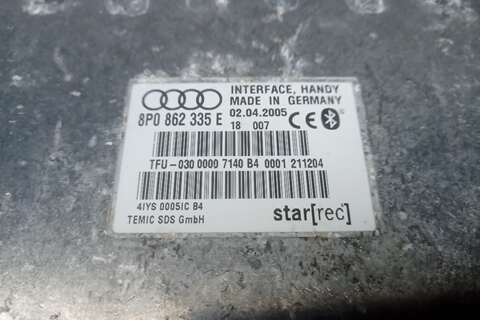 INTERFACE, HANDY
MADE IN GERMANY
8P0 862 335 E
02.04.2005
18 007
CE
TFU-030 0000 7140 B4 0001 211204
4IYS 0005IC B4
TEMIC SDS GmbH
star[rec]